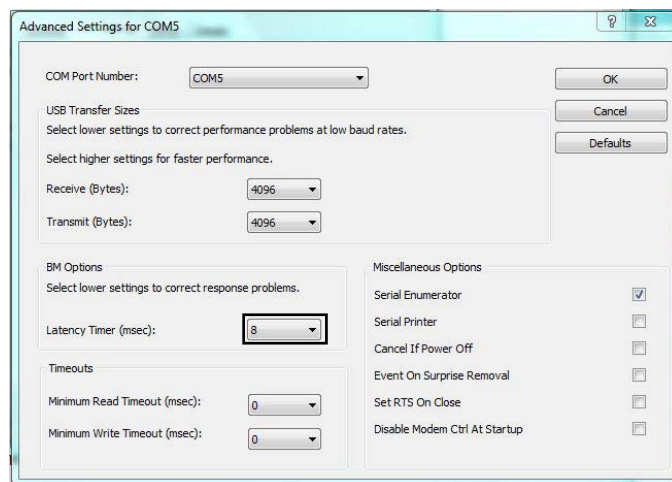 Advanced Settings for COM5
COM Port Number:
COM5
OK
USB Transfer Sizes
Cancel
Select lower settings to correct performance problems at low baud rates.
Defaults
Select higher settings for faster performance.
Receive (Bytes):
4096
Transmit (Bytes):
4096
BM Options
Select lower settings to correct response problems.
Latency Timer (msec):
8
Timeouts
Minimum Read Timeout (msec):
0
Minimum Write Timeout (msec):
0
Miscellaneous Options
Serial Enumerator
Serial Printer
Cancel If Power Off
Event On Surprise Removal
Set RTS On Close
Disable Modem Ctrl At Startup